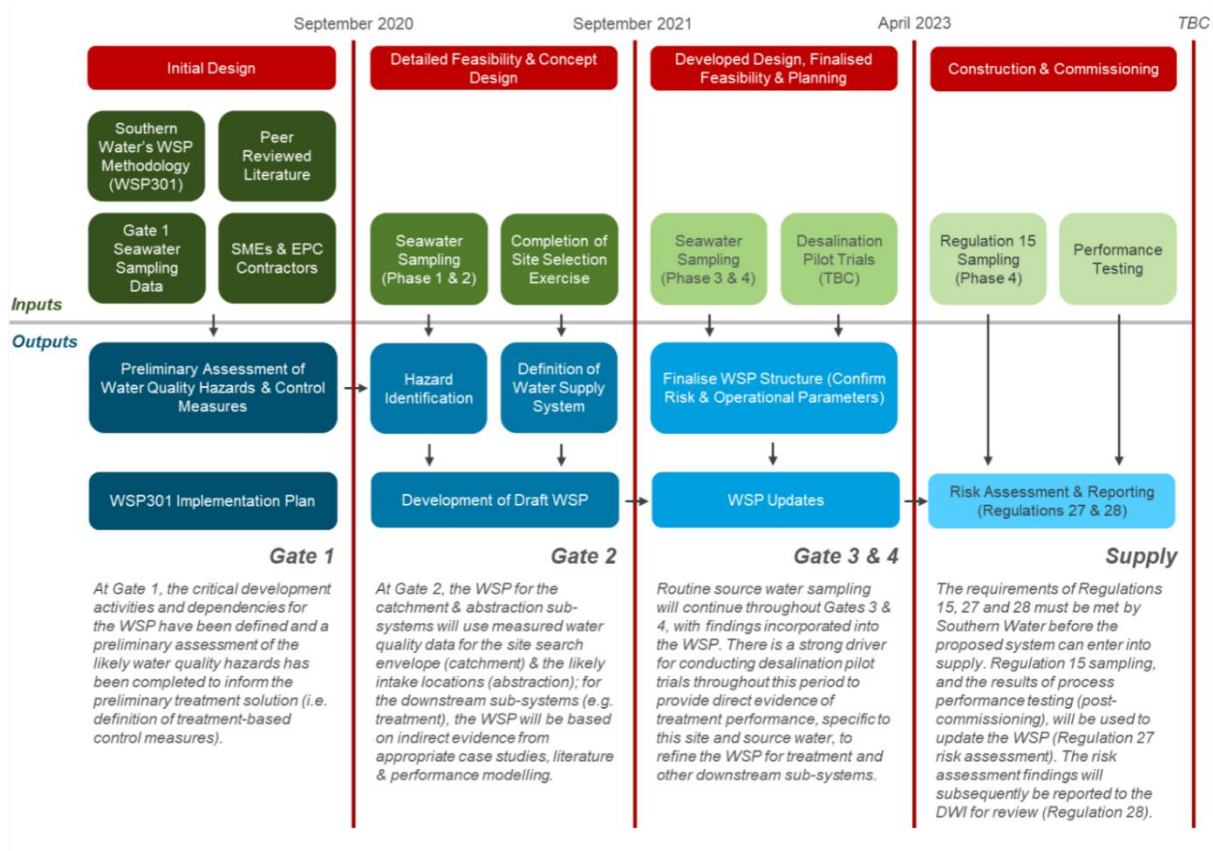 September 2020
September 2021
April 2023
TBC
Initial Design
Detailed Feasibility & Concept
Design
Developed Design, Finalised
Feasibility & Planning
Construction & Commissioning
Southern
Water's WSP
Methodology
(WSP301)
Peer
Reviewed
Literature
Gate 1
Seawater
Sampling
Data
SMEs & EPC
Contractors
Seawater
Sampling
(Phase 1 & 2)
Completion of
Site Selection
Exercise
Seawater
Sampling
(Phase 3 & 4)
Desalination
Pilot Trials
(TBC)
Regulation 15
Sampling
(Phase 4)
Performance
Testing
Inputs
Outputs
Preliminary Assessment of
Water Quality Hazards & Control
Measures
Hazard
Identification
Definition of
Water Supply
System
Finalise WSP Structure (Confirm
Risk & Operational Parameters)
WSP301 Implementation Plan
Development of Draft WSP
WSP Updates
Risk Assessment & Reporting
(Regulations 27 & 28)
Gate 1
At Gate 1, the critical development
activities and dependencies for
the WSP have been defined and a
preliminary assessment of the
likely water quality hazards has
been completed to inform the
preliminary treatment solution (i.e.
definition of treatment-based
control measures).
Gate 2
At Gate 2, the WSP for the
catchment & abstraction sub-
systems will use measured water
quality data for the site search
envelope (catchment) & the likely
intake locations (abstraction); for
the downstream sub-systems (e.g.
treatment), the WSP will be based
on indirect evidence from
appropriate case studies, literature
& performance modelling.
Gate 3 & 4
Routine source water sampling
will continue throughout Gates 3 &
4, with findings incorporated into
the WSP. There is a strong driver
for conducting desalination pilot
trials throughout this period to
provide direct evidence of
treatment performance, specific to
this site and source water, to
refine the WSP for treatment and
other downstream sub-systems.
Supply
The requirements of Regulations
15, 27 and 28 must be met by
Southern Water before the
proposed system can enter into
supply. Regulation 15 sampling,
and the results of process
performance testing (post-
commissioning), will be used to
update the WSP (Regulation 27
risk assessment). The risk
assessment findings will
subsequently be reported to the
DWI for review (Regulation 28).